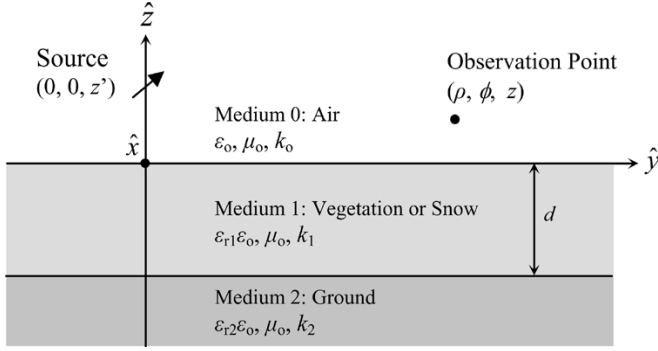 ẑ
Source
(0, 0, z’)
Observation Point
(ρ, ϕ, z)
Medium 0: Air
εₒ, μₒ, kₒ
x̂
ŷ
Medium 1: Vegetation or Snow
εᵣ₁εₒ, μₒ, k₁
d
Medium 2: Ground
εᵣ₂εₒ, μₒ, k₂